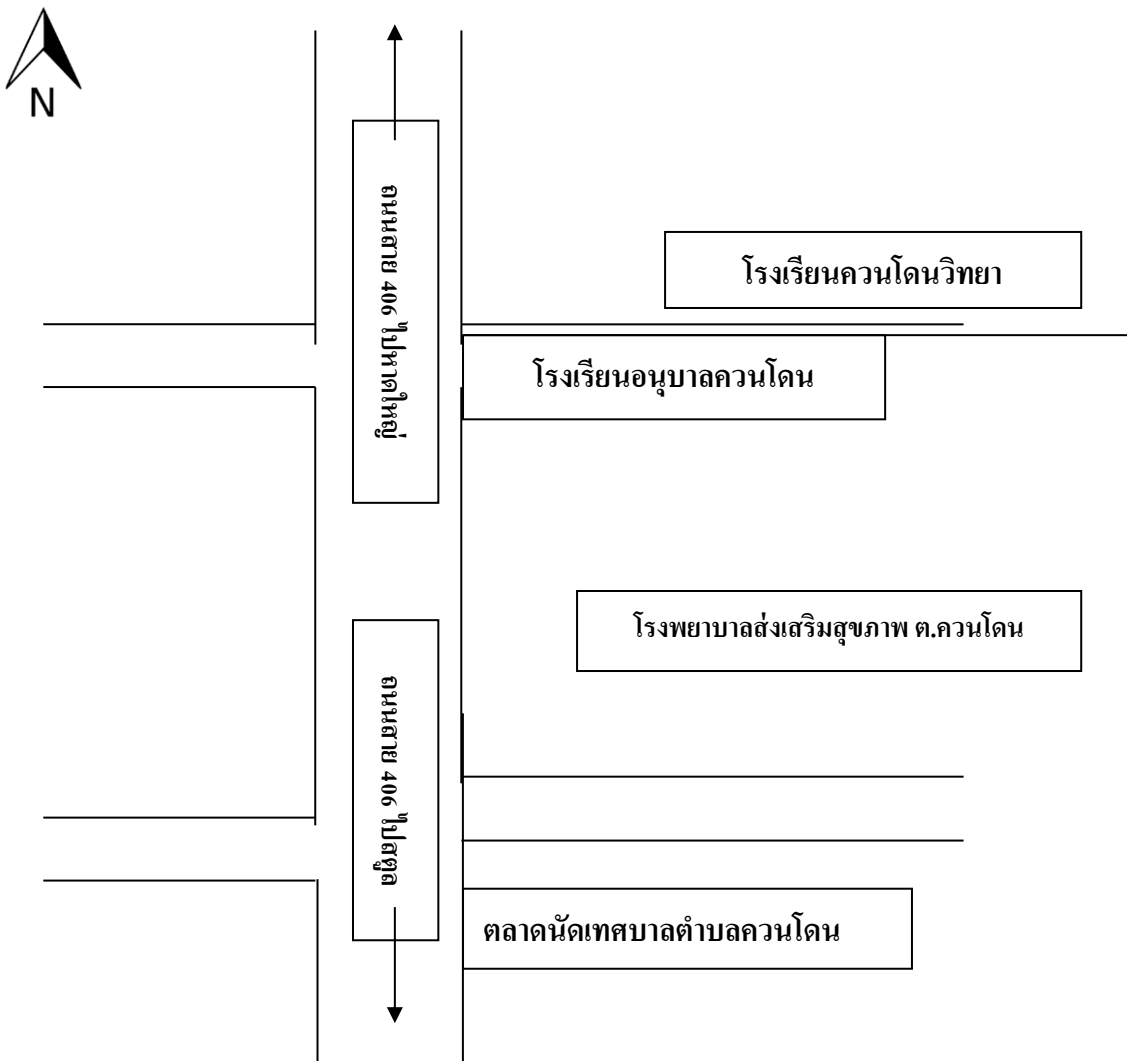 N
ถนนสาย 406 ไปหาดใหญ่
โรงเรียนควนโดนวิทยา
โรงเรียนอนุบาลควนโดน
โรงพยาบาลส่งเสริมสุขภาพ ต.ควนโดน
ถนนสาย 406 ไปสตูล
ตลาดนัดเทศบาลตำบลควนโดน